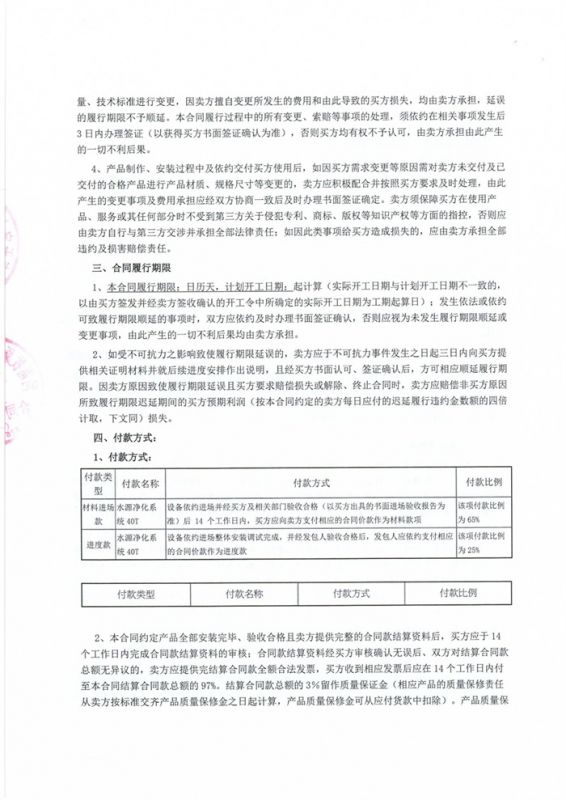 量、技术标准进行变更，因卖方擅自变更所发生的费用和由此导致的买方损失，均由卖方承担，延误
的履行期限不予顺延。本合同履行过程中的所有变更、索赔等事项的处理，须依约在相关事项发生后
3日内办理签证（以获得买方书面签证确认为准），否则买方均有权不予认可，由卖方承担由此产生
的一切不利后果。
4、产品制作、安装过程中及依约交付买方使用后，如因买方需求变更等原因需对卖方未交付及已
交付的合格产品进行产品材质、规格尺寸等变更的，卖方应积极配合并按照买方要求及时处理，由此
产生的变更事项及费用承担应经双方协商一致后及时办理书面签证确定。卖方须保障买方在使用产
品、服务或其任何部分时不受到第三方关于侵犯专利、商标、版权等知识产权等方面的指控，否则应
由卖方自行与第三方交涉并承担全部法律责任；如因此类事项给买方造成损失的，应由卖方承担全部
违约及损害赔偿责任。
三、合同履行期限
1、本合同履行期限：日历天，计划开工日期：起计算（实际开工日期与计划开工日期不一致的，
以由买方签发并经卖方签收确认的开工令中所确定的实际开工日期为工期起算日）；发生依法或依约
可致履行期限顺延的事项时，双方应依约及时办理书面签证确认，否则应视为未发生履行期限顺延或
变更事项，由此产生的一切不利后果均由卖方承担。
2、如受不可抗力之影响致使履行期限延误的，卖方应于不可抗力事件发生之日起三日内向买方提
供相关证明材料并就后续进度安排作出说明，且经买方书面认可、签证确认后，方可相应顺延履行期
限。因卖方原因致使履行期限延误且买方要求赔偿损失或解除、终止合同时，卖方应赔偿非买方原因
所致履行期限迟延期间的买方预期利润（按本合同约定的卖方每日应付的迟延履行违约金数额的四倍
计取，下文同）损失。
四、付款方式：
1、付款方式：
付款类型 付款名称 付款方式 付款比例
材料进场款 水源净化系统 40T 设备依约进场并经买方及相关部门验收合格（以买方出具的书面进场验收报告为准）后 14 个工作日内，买方应向卖方支付相应的合同价款作为材料款项 该项付款比例为 65%
进度款 水源净化系统 40T 设备依约进场整体安装调试完成，并经发包人验收合格后，发包人应依约支付相应的合同价款作为进度款 该项付款比例为 25%
付款类型 付款名称 付款方式 付款比例
2、本合同约定产品全部安装完毕、验收合格且卖方提供完整的合同款结算资料后，买方应于 14
个工作日内完成合同款结算资料的审核；合同款结算资料经买方审核确认无误后、双方对结算合同款
总额无异议的，卖方应提供完结算合同款全额合法发票，买方收到相应发票后应在 14 个工作日内付
至本合同结算合同款总额的 97%。结算合同款总额的 3%留作质量保证金（相应产品的质量保修责任
从卖方按标准交齐产品质量保修金之日起计算，产品质量保修金可从应付货款中扣除）。产品质量保